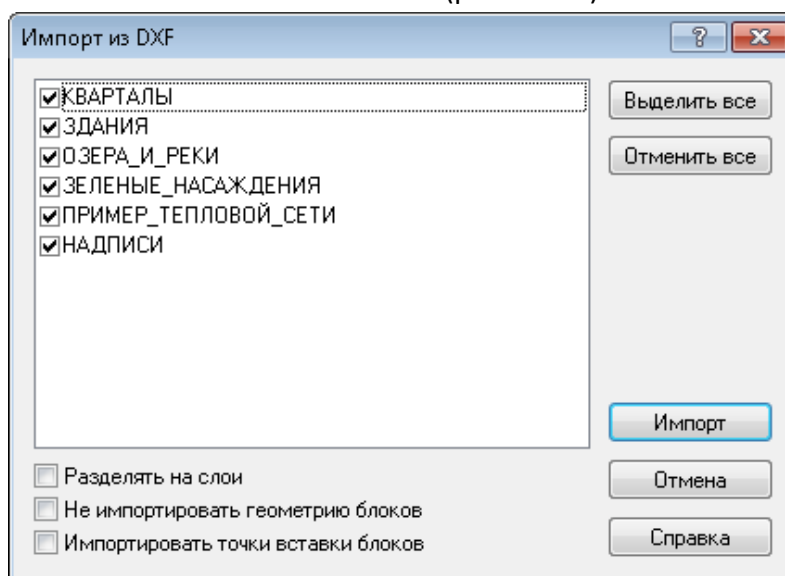 Импорт из DXF
КВАРТАЛЫ
ЗДАНИЯ
ОЗЕРА_И_РЕКИ
ЗЕЛЕНЫЕ_НАСАЖДЕНИЯ
ПРИМЕР_ТЕПЛОВОЙ_СЕТИ
НАДПИСИ
Выделить все
Отменить все
Импорт
Отмена
Справка
Разделять на слои
Не импортировать геометрию блоков
Импортировать точки вставки блоков